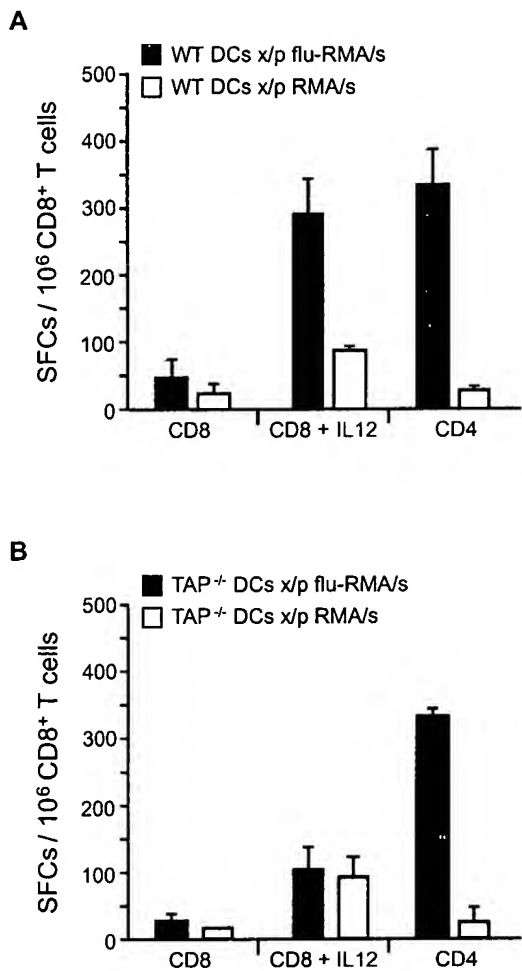 A
WT DCs x/p flu-RMA/s
WT DCs x/p RMA/s
SFCs / 10⁶ CD8⁺ T cells
500
400
300
200
100
0
CD8
CD8 + IL12
CD4
B
TAP⁻/⁻ DCs x/p flu-RMA/s
TAP⁻/⁻ DCs x/p RMA/s
SFCs / 10⁶ CD8⁺ T cells
500
400
300
200
100
0
CD8
CD8 + IL12
CD4